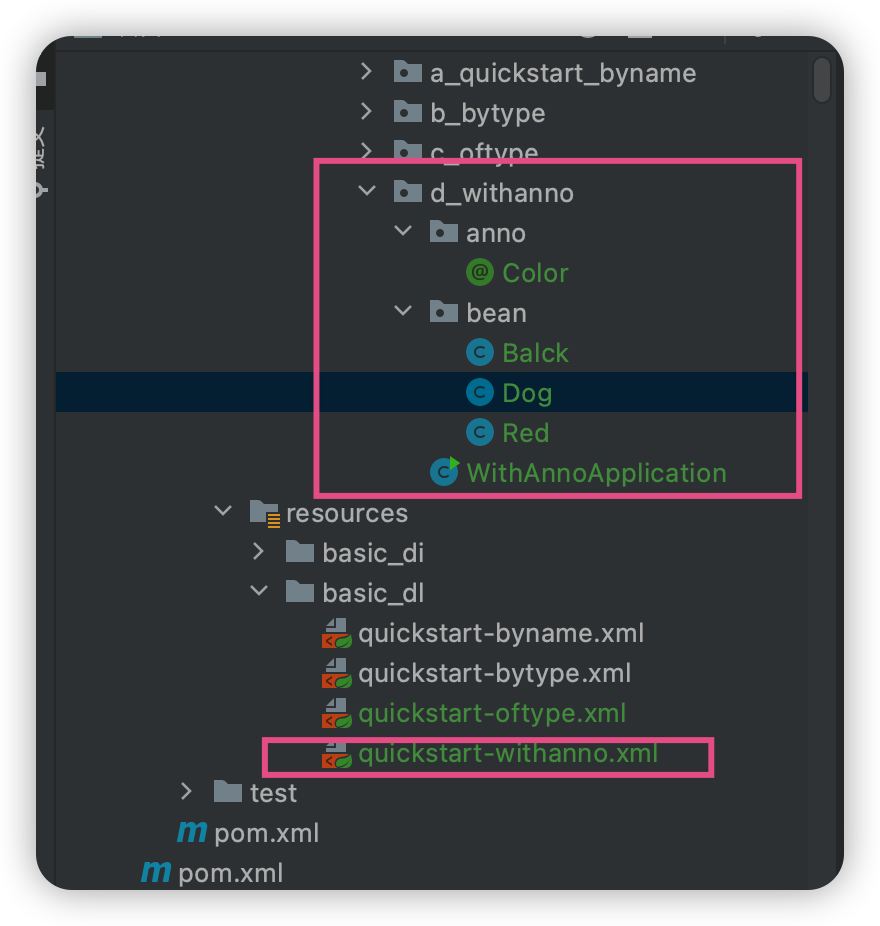 a_quickstart_byname
b_bytype
c_oftype
d_withanno
anno
@ Color
bean
C Balck
C Dog
C Red
C WithAnnoApplication
resources
basic_di
basic_dl
quickstart-byname.xml
quickstart-bytype.xml
quickstart-oftype.xml
quickstart-withanno.xml
test
m pom.xml
m pom.xml